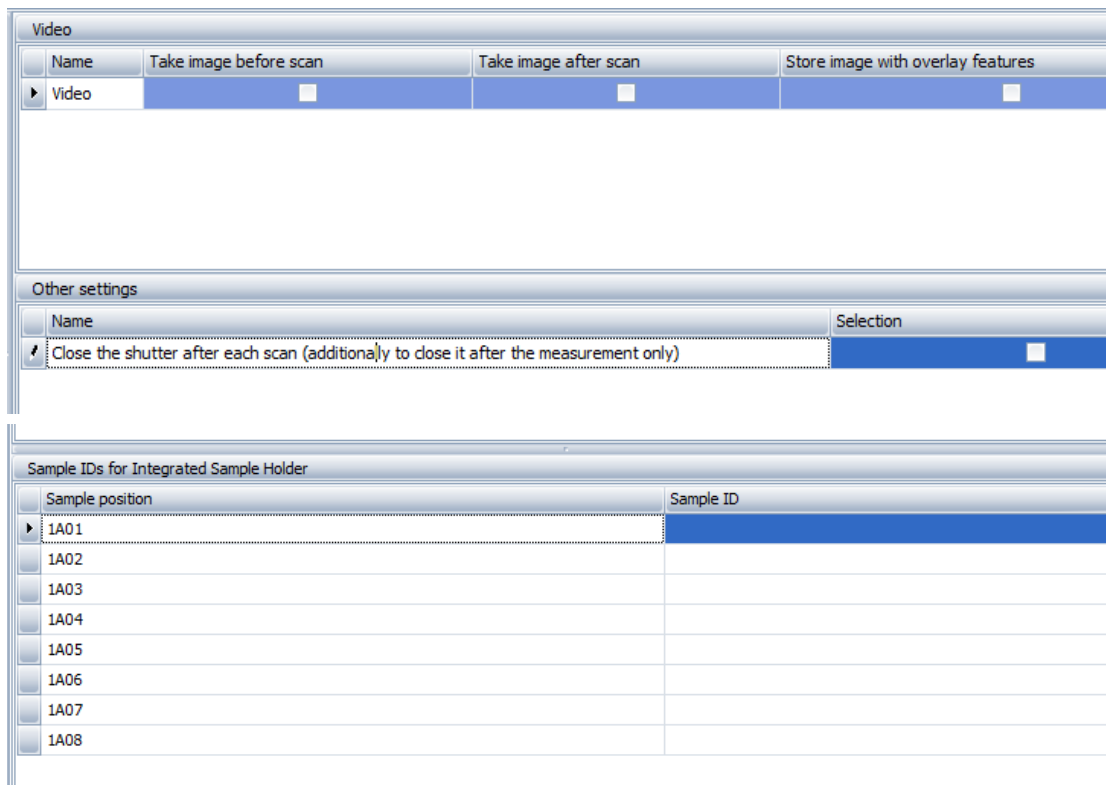 Video
Name Take image before scan Take image after scan Store image with overlay features
Video
Other settings
Name Selection
Close the shutter after each scan (additionally to close it after the measurement only)
Sample IDs for Integrated Sample Holder
Sample position Sample ID
1A01
1A02
1A03
1A04
1A05
1A06
1A07
1A08